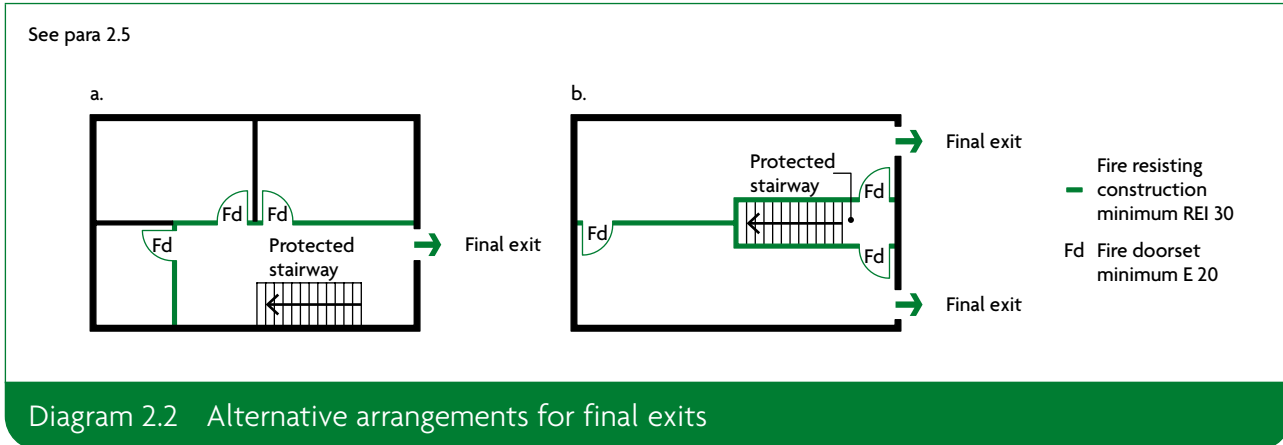 See para 2.5
a.
Fd
Fd
Fd
Protected
stairway
Final exit
b.
Protected
stairway
Fd
Fd
Fd
Final exit
Final exit
Fire resisting
construction
minimum REI 30
Fd Fire doorset
minimum E 20
Diagram 2.2 Alternative arrangements for final exits